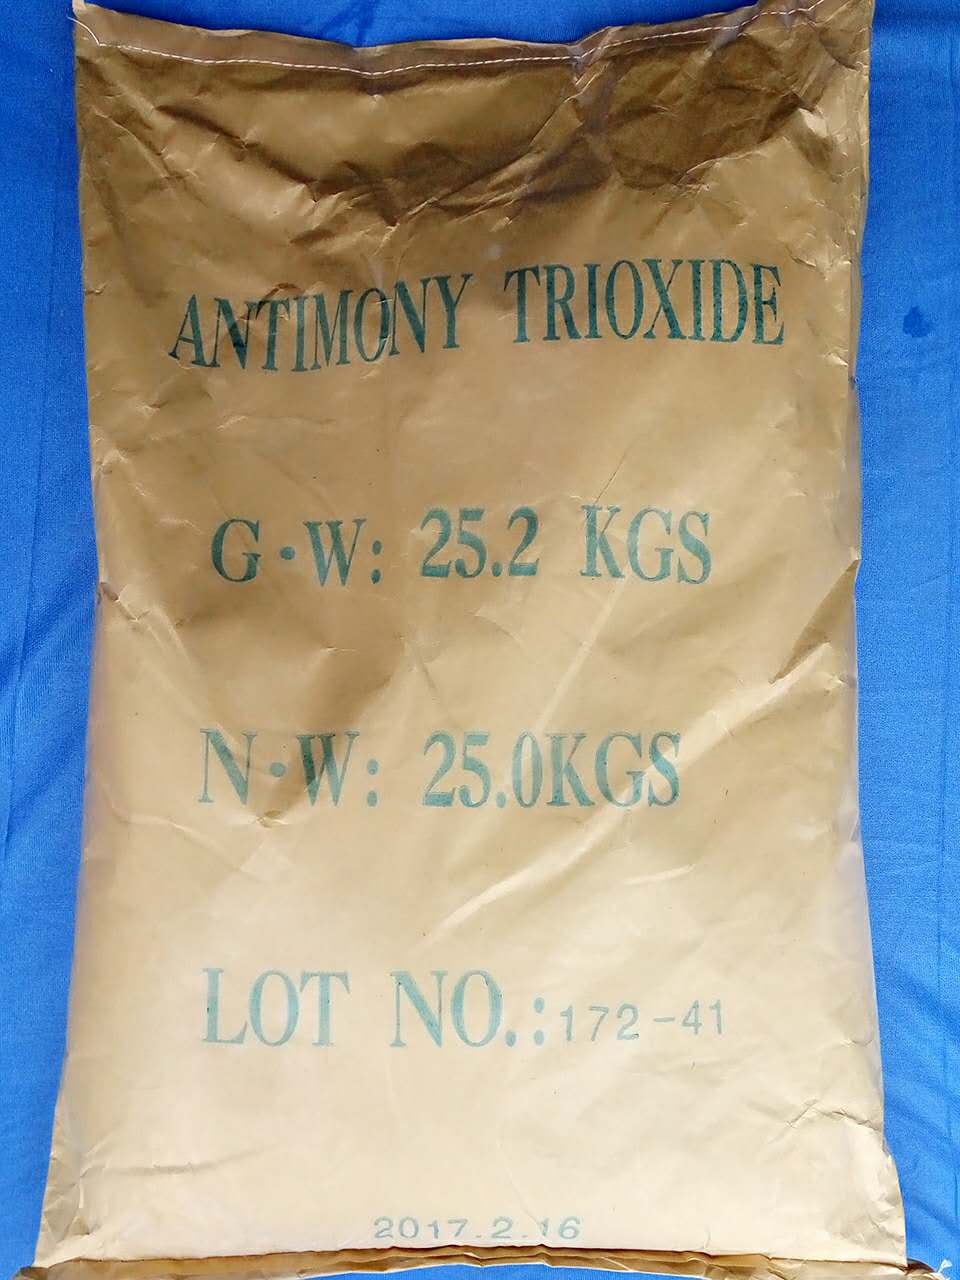 ANTIMONY TRIOXIDE
G·W: 25.2 KGS
N·W: 25.0KGS
LOT NO.:172-41
2017.2.16